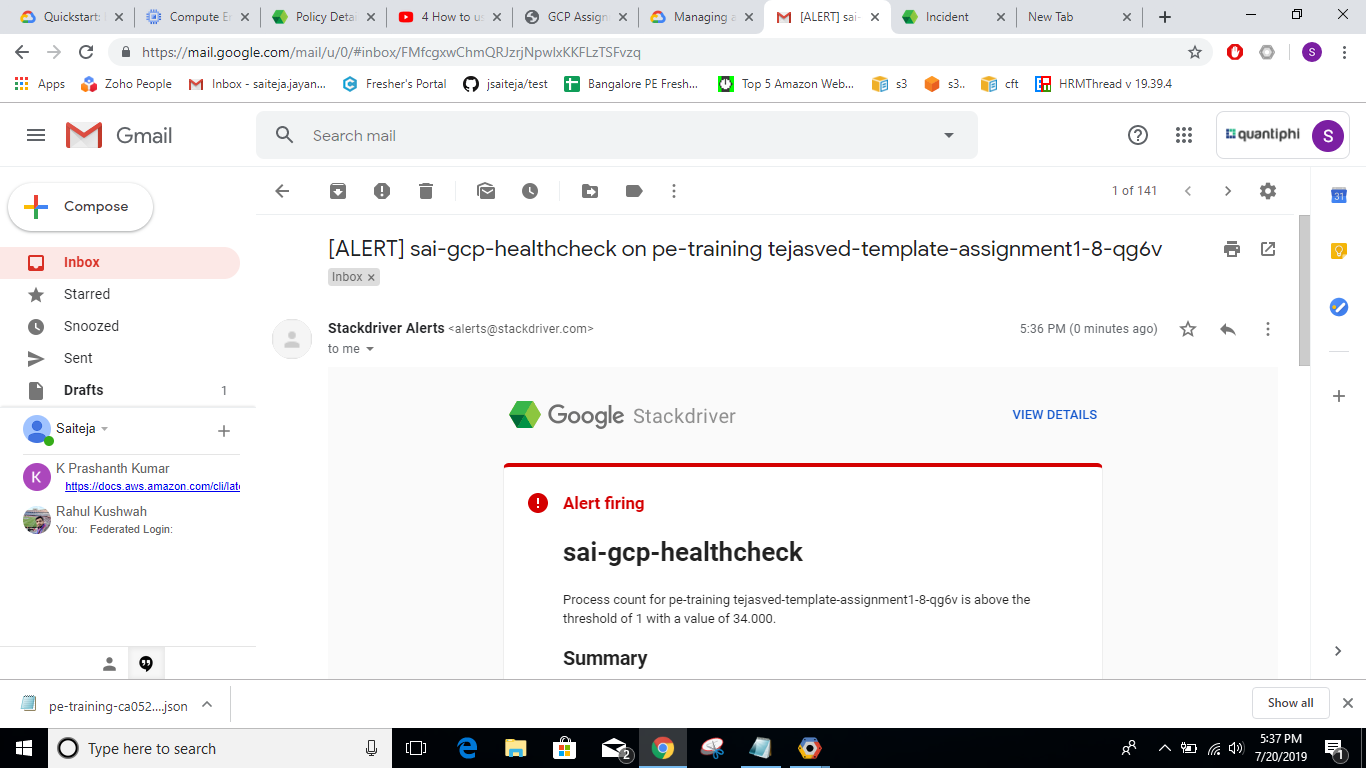 Quickstart:
Compute E
Policy Detai
4 How to us
GCP Assign
Managing a
[ALERT] sai-
Incident
New Tab
https://mail.google.com/mail/u/0/#inbox/FMfcgxwChmQRJzrjNpwlxKKFLzTSFvzq
S
Apps
Zoho People
Inbox - saiteja.jayan...
Fresher's Portal
jsaiteja/test
Bangalore PE Fresh...
Top 5 Amazon Web...
s3
s3..
cft
HRMThread v 19.39.4
Gmail
Search mail
quantiphi
S
Compose
1 of 141
31
[ALERT] sai-gcp-healthcheck on pe-training tejasved-template-assignment1-8-qg6v
Inbox
Inbox
Starred
Snoozed
Sent
Drafts 1
Stackdriver Alerts <alerts@stackdriver.com>
5:36 PM (0 minutes ago)
to me
Saiteja
K
K Prashanth Kumar
https://docs.aws.amazon.com/cli/late
Rahul Kushwah
You: Federated Login:
Google Stackdriver
VIEW DETAILS
Alert firing
sai-gcp-healthcheck
Process count for pe-training tejasved-template-assignment1-8-qg6v is above the
threshold of 1 with a value of 34.000.
Summary
pe-training-ca052....json
Show all
Type here to search
2
5:37 PM
7/20/2019
1